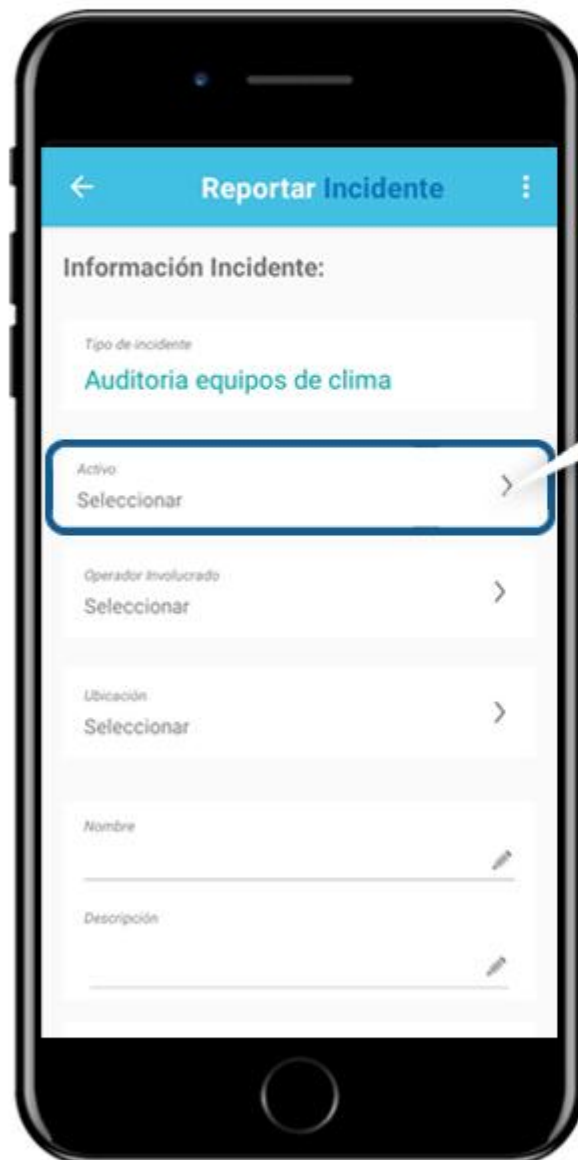 Reportar Incidente
Información Incidente:
Tipo de incidente
Auditoria equipos de clima
Activo
Seleccionar
Operador Involucrado
Seleccionar
Ubicación
Seleccionar
Nombre
Descripción